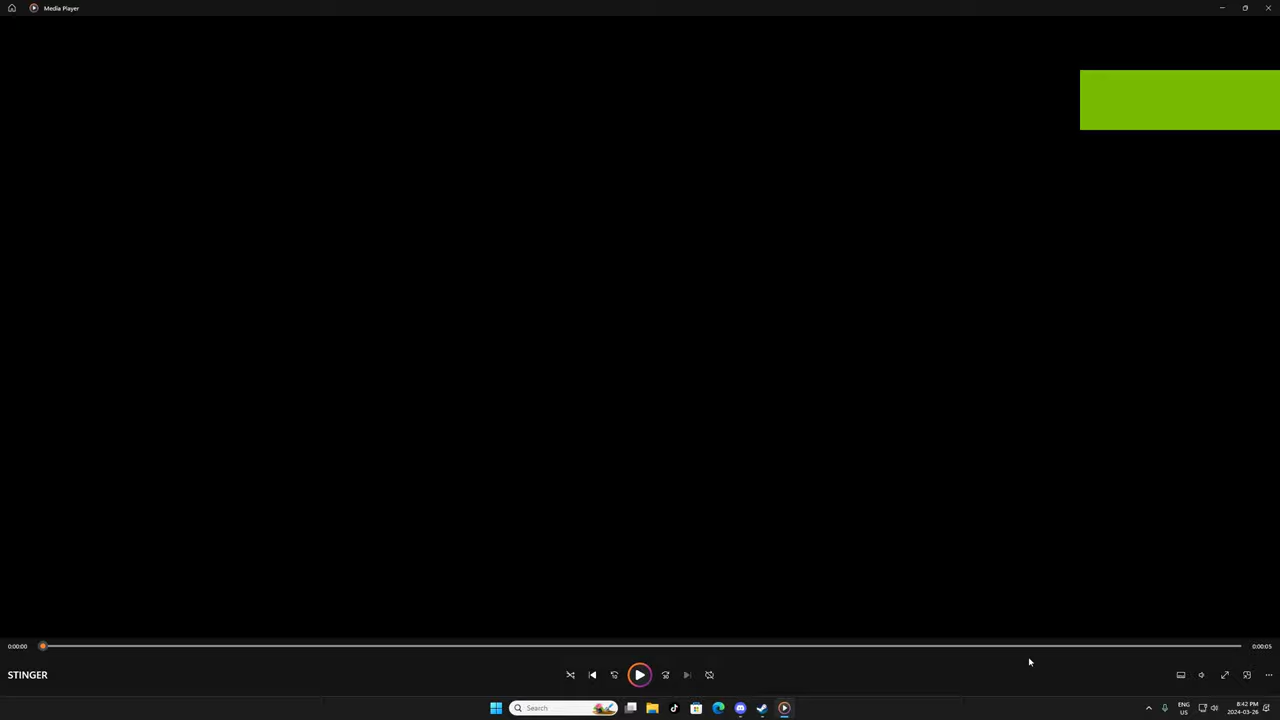 Media Player
0:00:00
0:00:05
STINGER
Search
ENG
US
8:42 PM
2024-03-26